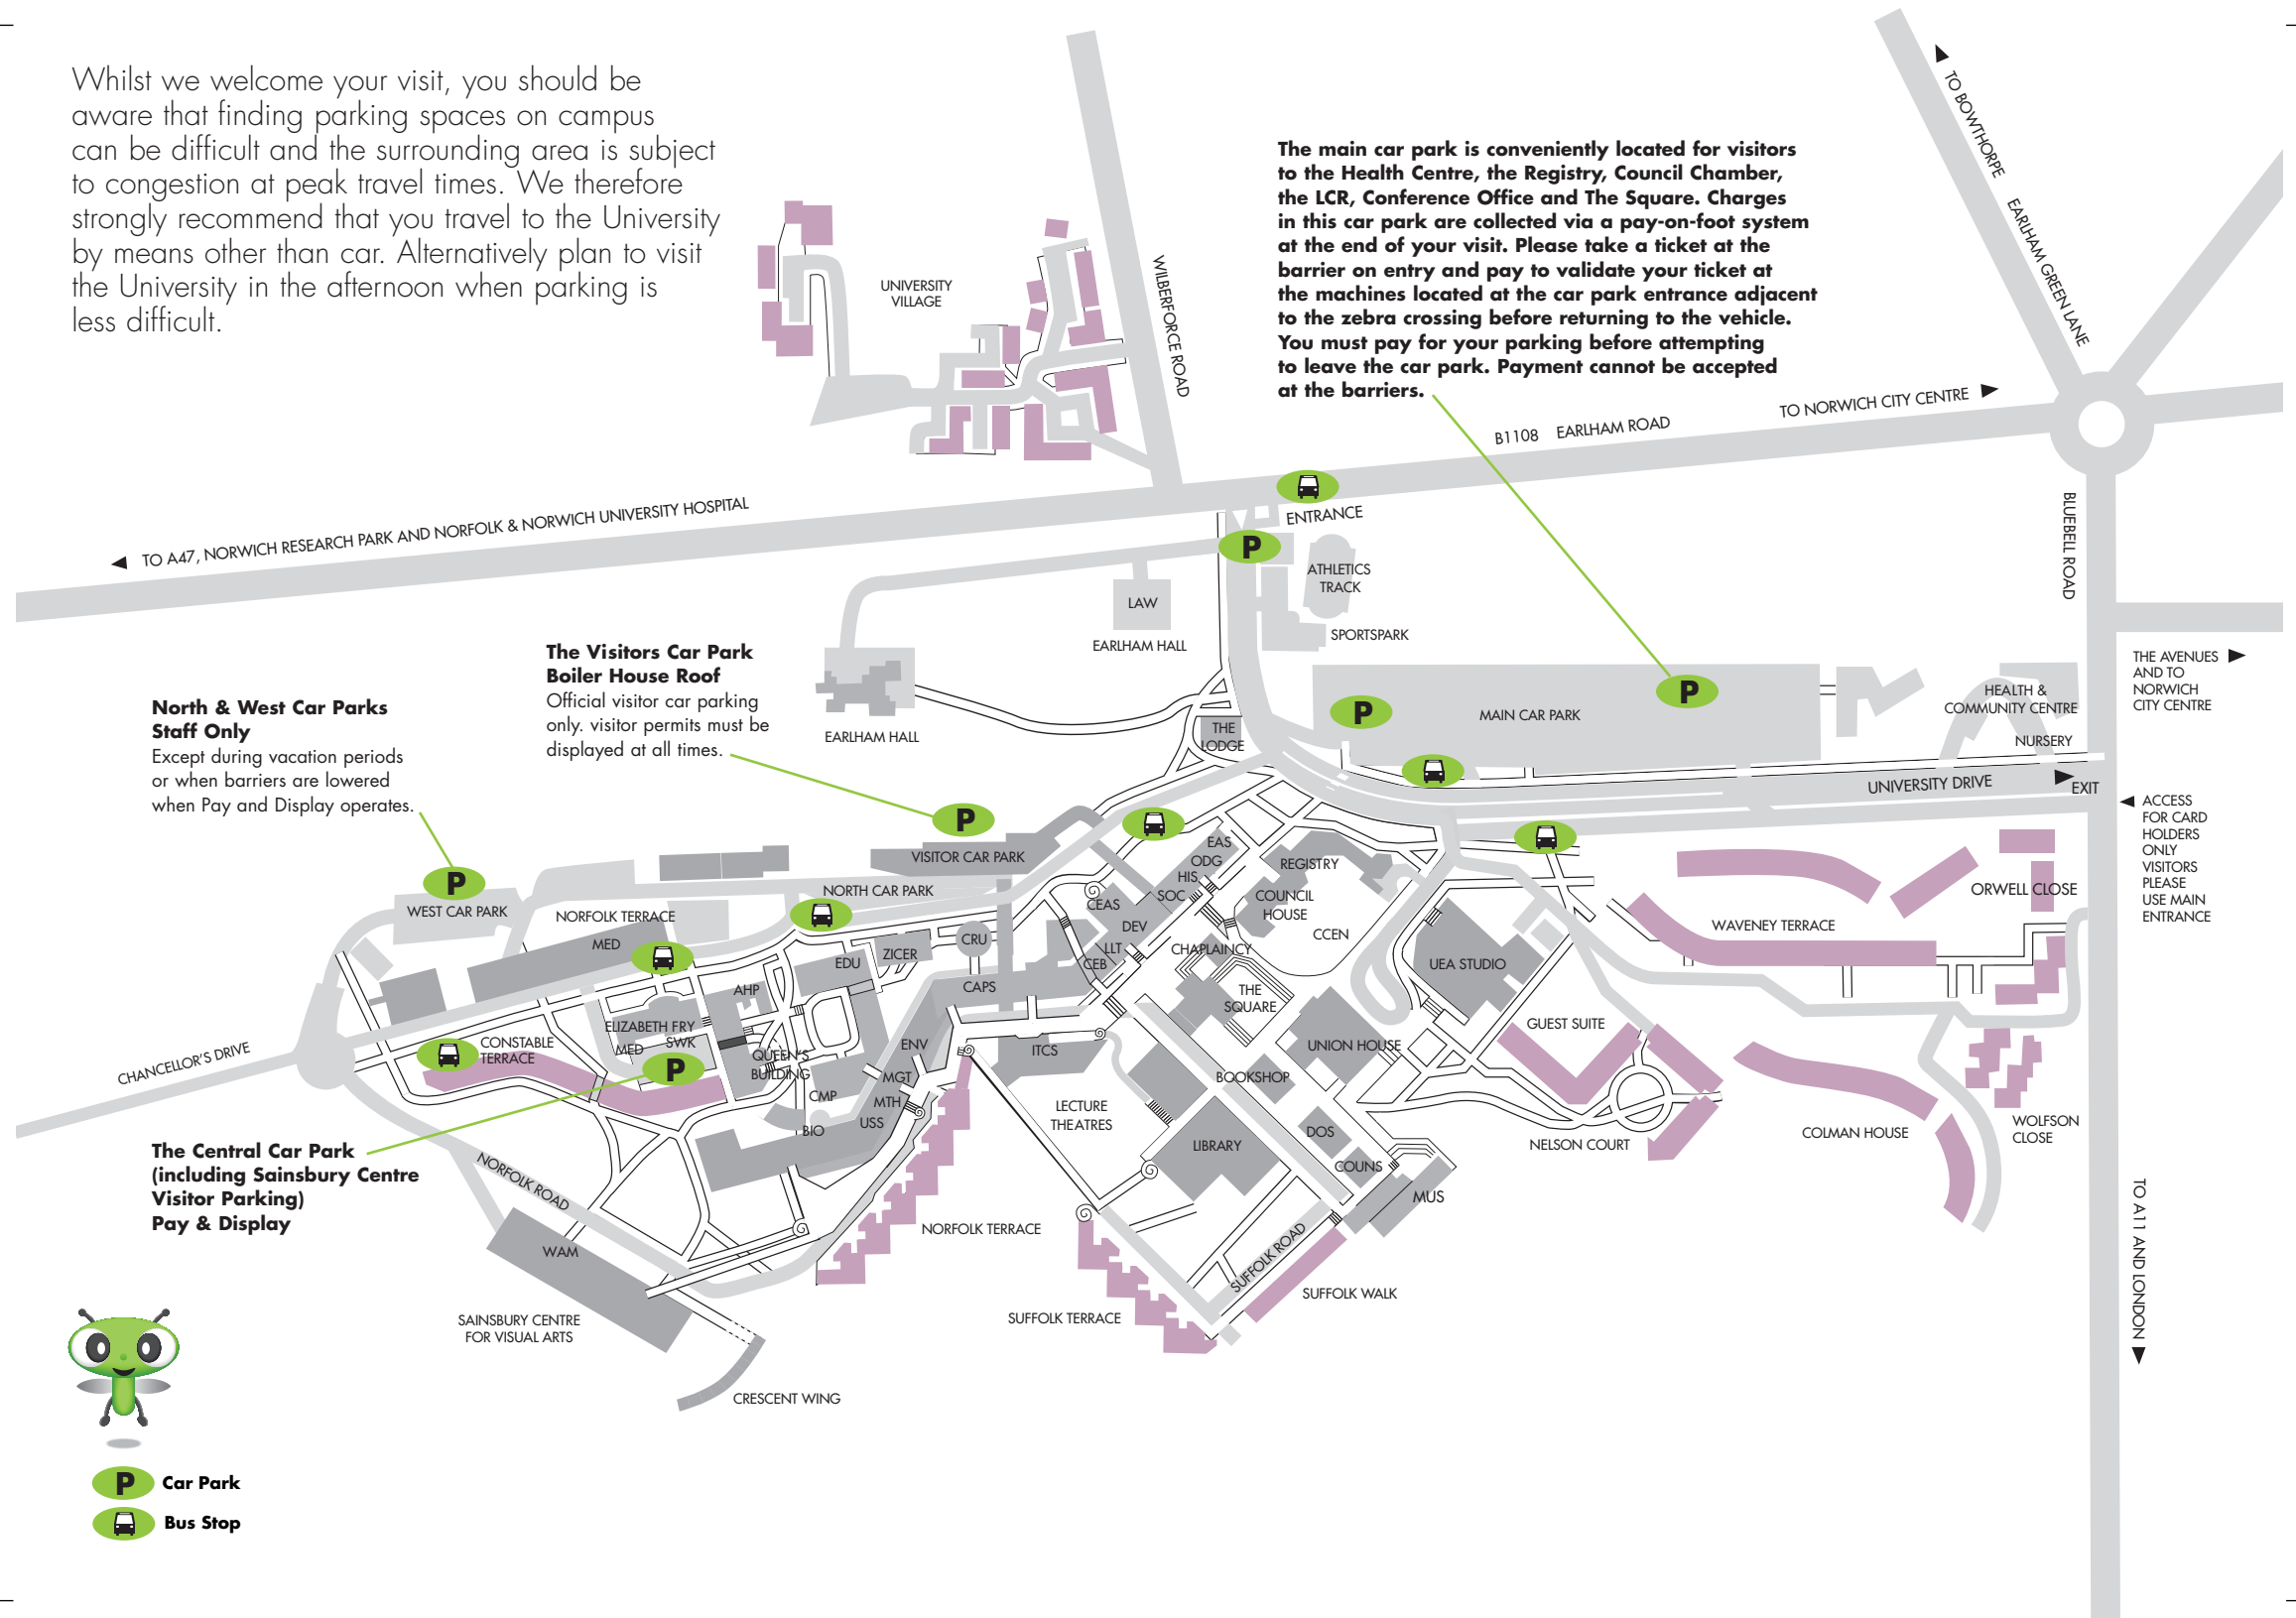 Whilst we welcome your visit, you should be
aware that finding parking spaces on campus
can be difficult and the surrounding area is subject
to congestion at peak travel times. We therefore
strongly recommend that you travel to the University
by means other than car. Alternatively plan to visit
the University in the afternoon when parking is
less difficult.
The main car park is conveniently located for visitors
to the Health Centre, the Registry, Council Chamber,
the LCR, Conference Office and The Square. Charges
in this car park are collected via a pay-on-foot system
at the end of your visit. Please take a ticket at the
barrier on entry and pay to validate your ticket at
the machines located at the car park entrance adjacent
to the zebra crossing before returning to the vehicle.
You must pay for your parking before attempting
to leave the car park. Payment cannot be accepted
at the barriers.
TO BOWTHORPE
EARLHAM GREEN LANE
UNIVERSITY
VILLAGE
WILBERFORCE ROAD
TO NORWICH CITY CENTRE
B1108 EARLHAM ROAD
TO A47, NORWICH RESEARCH PARK AND NORFOLK & NORWICH UNIVERSITY HOSPITAL
ENTRANCE
P
ATHLETICS
TRACK
BLUEBELL ROAD
LAW
EARLHAM HALL
SPORTSPARK
THE AVENUES
AND TO
NORWICH
CITY CENTRE
The Visitors Car Park
Boiler House Roof
Official visitor car parking
only. visitor permits must be
displayed at all times.
North & West Car Parks
Staff Only
Except during vacation periods
or when barriers are lowered
when Pay and Display operates.
EARLHAM HALL
THE
LODGE
P
MAIN CAR PARK
P
HEALTH &
COMMUNITY CENTRE
NURSERY
UNIVERSITY DRIVE
EXIT
ACCESS
FOR CARD
HOLDERS
ONLY
VISITORS
PLEASE
USE MAIN
ENTRANCE
P
VISITOR CAR PARK
NORTH CAR PARK
P
WEST CAR PARK
NORFOLK TERRACE
MED
EAS
ODG
HIS
SOC
REGISTRY
COUNCIL
HOUSE
CCEN
CEAS
DEV
LLT
CEB
CHAPLAINCY
THE
SQUARE
UEA STUDIO
ORWELL CLOSE
WAVENEY TERRACE
CRU
ZICER
EDU
CAPS
AHP
ELIZABETH FRY
SWK
MED
P
CONSTABLE
TERRACE
CHANCELLOR'S DRIVE
QUEEN'S
BUILDING
ENV
MGT
CMP
MTH
USS
BIO
ITCS
LECTURE
THEATRES
UNION HOUSE
BOOKSHOP
GUEST SUITE
LIBRARY
DOS
COUNS
MUS
NELSON COURT
COLMAN HOUSE
WOLFSON
CLOSE
The Central Car Park
(including Sainsbury Centre
Visitor Parking)
Pay & Display
NORFOLK ROAD
WAM
NORFOLK TERRACE
SUFFOLK ROAD
SUFFOLK WALK
SUFFOLK TERRACE
SAINSBURY CENTRE
FOR VISUAL ARTS
CRESCENT WING
TO A11 AND LONDON
P Car Park
Bus Stop